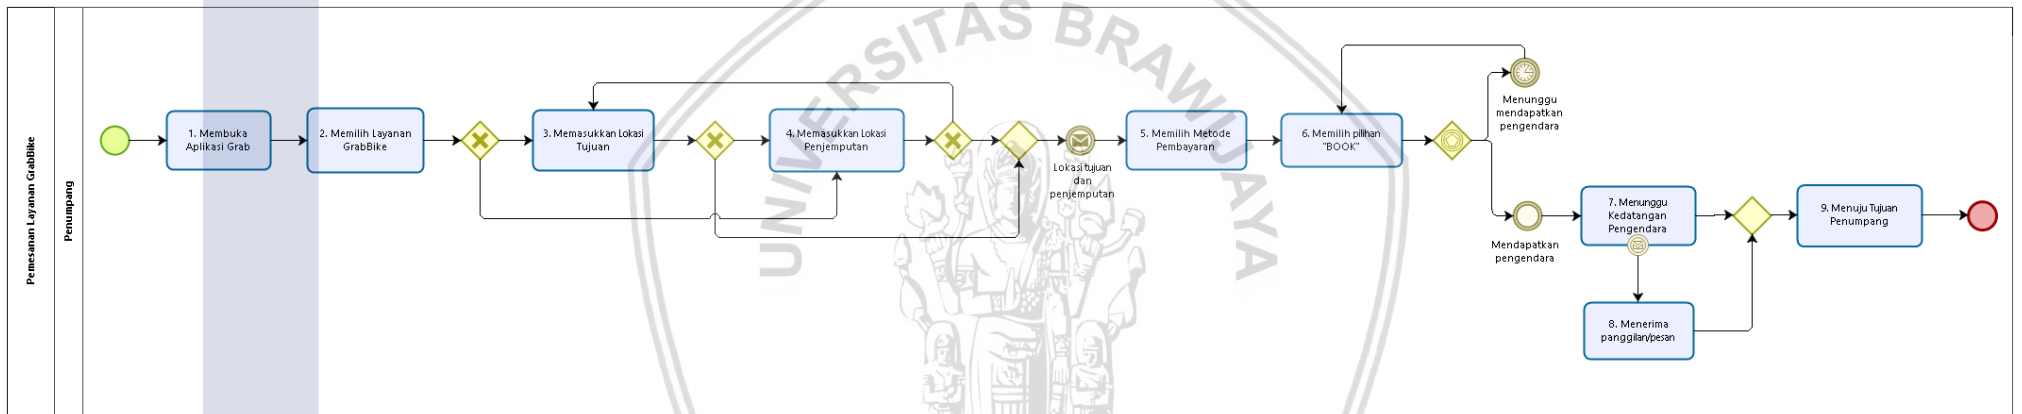 Pemesanan Layanan GrabBike
Penumpang
1. Membuka
Aplikasi Grab
2. Memilih Layanan
GrabBike
3. Memasukkan Lokasi
Tujuan
4. Memasukkan Lokasi
Penjemputan
Lokasi tujuan
dan
penjemputan
5. Memilih Metode
Pembayaran
6. Memilih pilihan
"BOOK"
Menunggu
mendapatkan
pengendara
Mendapatkan
pengendara
7. Menunggu
Kedatangan
Pengendara
8. Menerima
panggilan/pesan
9. Menuju Tujuan
Penumpang
UNIVERSITAS BRAWIJAYA